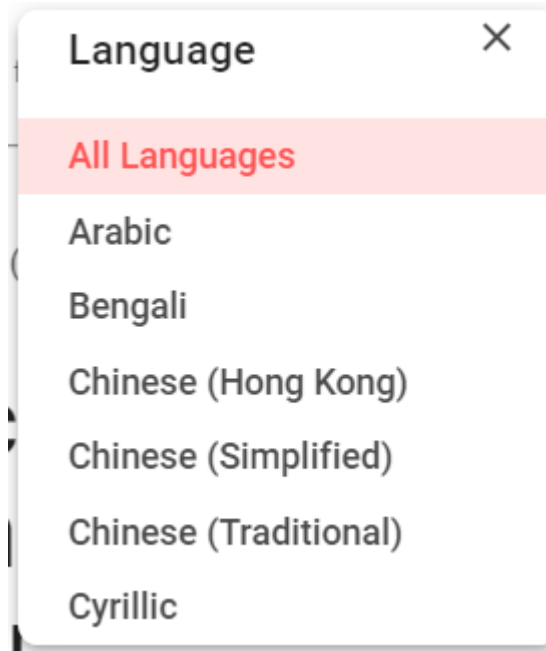 Language
All Languages
Arabic
Bengali
Chinese (Hong Kong)
Chinese (Simplified)
Chinese (Traditional)
Cyrillic